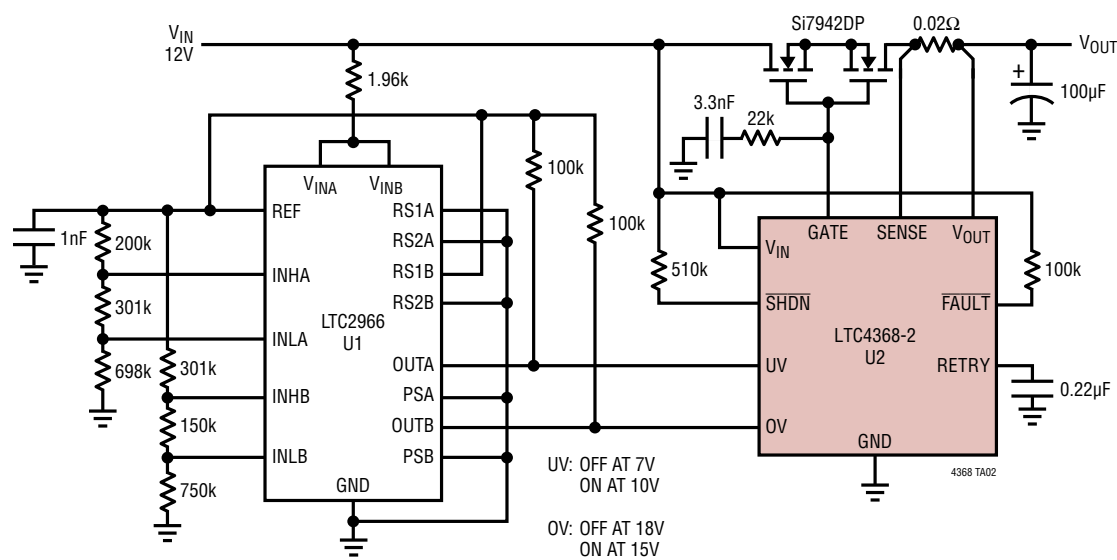 Si7942DP
0.02Ω
VIN
12V
VOUT
1.96k
+
100µF
3.3nF
22k
100k
VINA
VINB
REF
RS1A
1nF
200k
RS2A
100k
GATE
SENSE
VOUT
VIN
INHA
RS1B
510k
100k
301k
RS2B
SHDN
FAULT
LTC2966
U1
LTC4368-2
U2
INLA
698k
301k
OUTA
UV
RETRY
INHB
PSA
0.22µF
150k
OUTB
OV
INLB
PSB
GND
750k
GND
UV: OFF AT 7V
ON AT 10V
4368 TA02
OV: OFF AT 18V
ON AT 15V